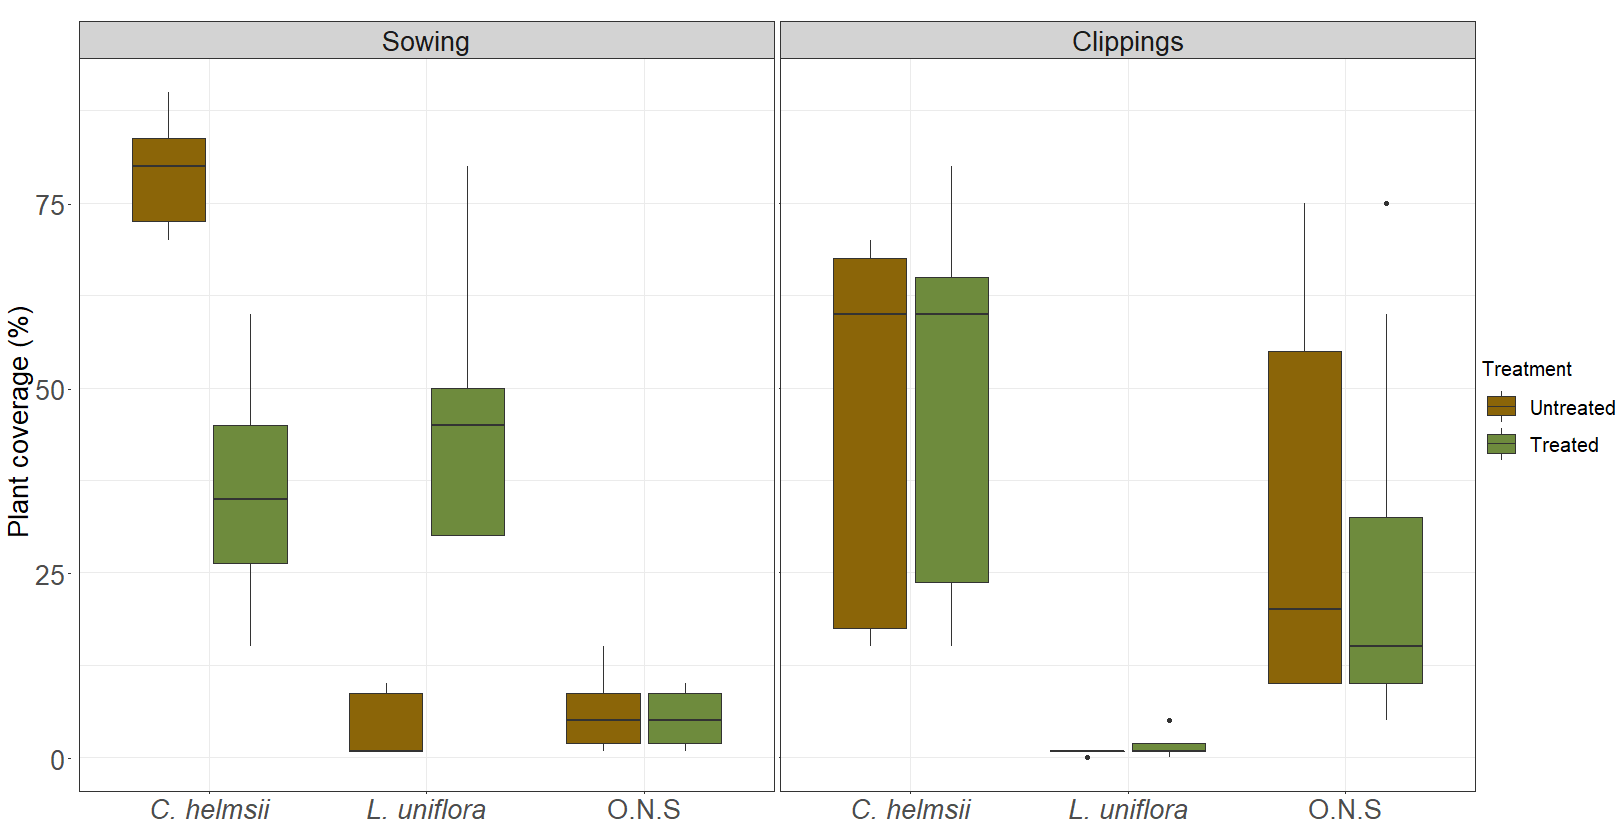 Sowing
Clippings
Plant coverage (%)
75
50
25
0
C. helmsii
L. uniflora
O.N.S
C. helmsii
L. uniflora
O.N.S
Treatment
Untreated
Treated